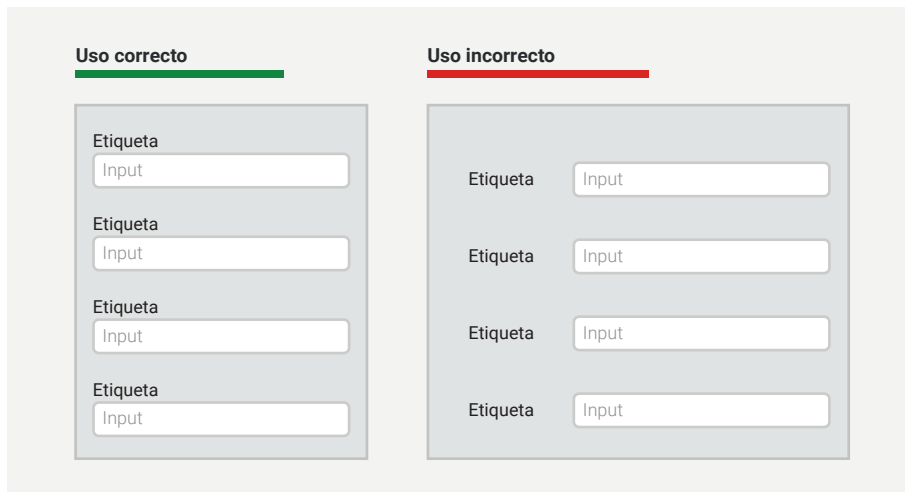 Uso correcto
Etiqueta
Input
Etiqueta
Input
Etiqueta
Input
Etiqueta
Input
Uso incorrecto
Etiqueta Input
Etiqueta Input
Etiqueta Input
Etiqueta Input